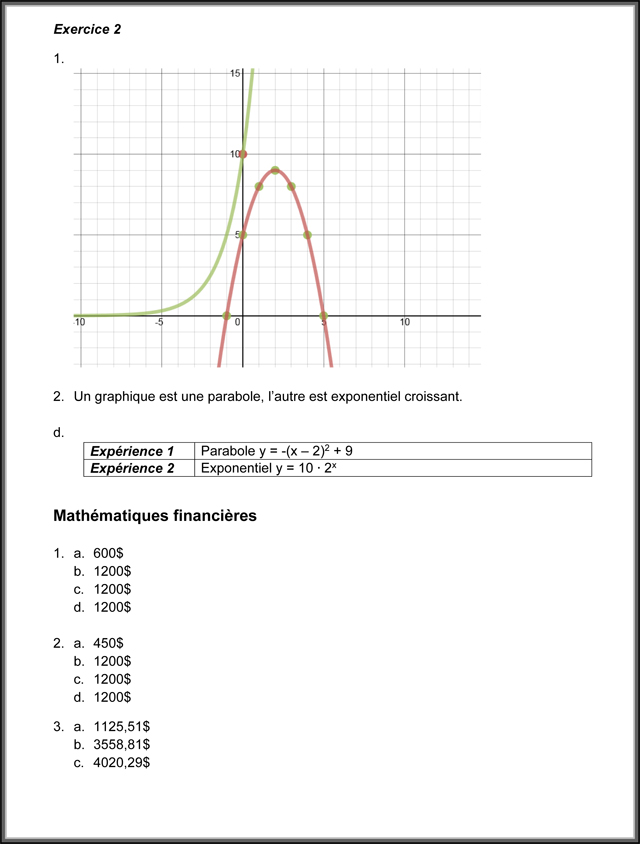 Exercice 2
1.
15
10
5
-10 -5 0 5 10
2. Un graphique est une parabole, l'autre est exponentiel croissant.
d.
Expérience 1 Parabole y = -(x – 2)² + 9
Expérience 2 Exponentiel y = 10 · 2ˣ
Mathématiques financières
1. a. 600$
b. 1200$
c. 1200$
d. 1200$
2. a. 450$
b. 1200$
c. 1200$
d. 1200$
3. a. 1125,51$
b. 3558,81$
c. 4020,29$